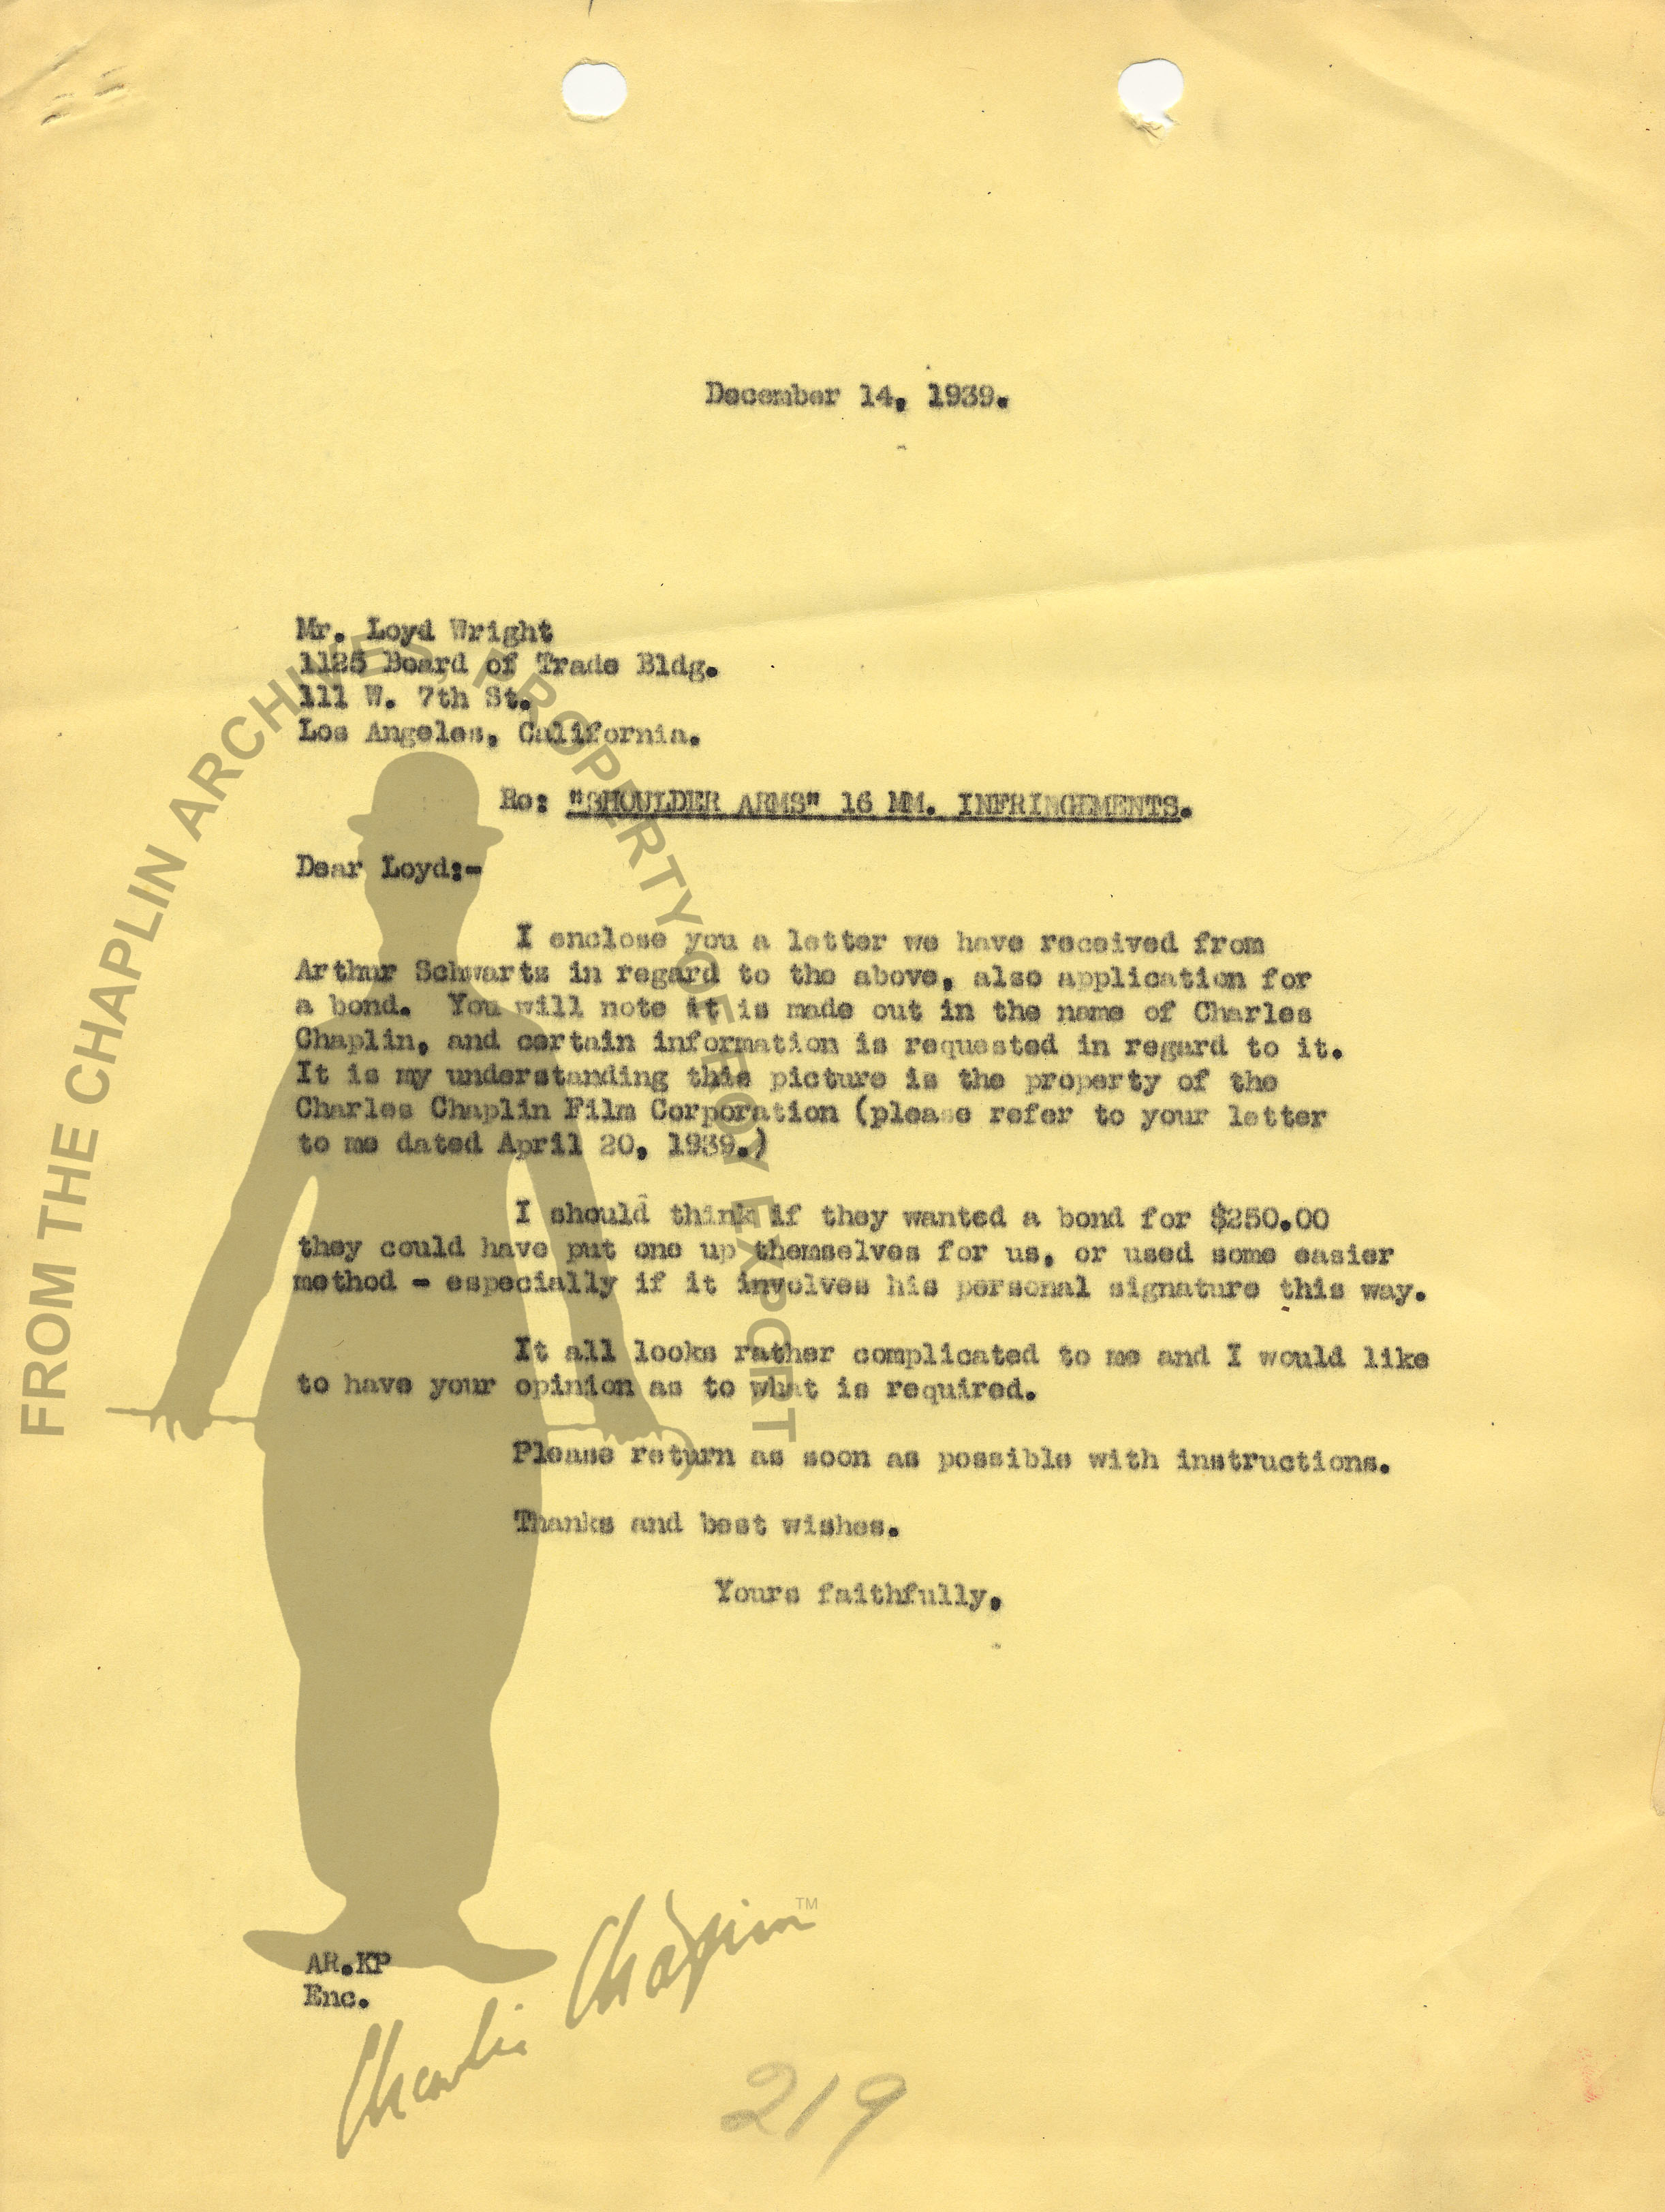 December 14, 1939.
Mr. Loyd Wright
1125 Board of Trade Bldg.
111 W. 7th St.
Los Angeles, California.
Re: "SHOULDER ARMS" 16 MM. INFRINGEMENTS.
Dear Loyd:-
I enclose you a letter we have received from
Arthur Schwartz in regard to the above, also application for
a bond. You will note it is made out in the name of Charles
Chaplin, and certain information is requested in regard to it.
It is my understanding this picture is the property of the
Charles Chaplin Film Corporation (please refer to your letter
to me dated April 20, 1939.)
I should think if they wanted a bond for $250.00
they could have put one up themselves for us, or used some easier
method - especially if it involves his personal signature this way.
It all looks rather complicated to me and I would like
to have your opinion as to what is required.
Please return as soon as possible with instructions.
Thanks and best wishes.
Yours faithfully,
AR.KP
Enc.
FROM THE CHAPLIN ARCHIVES, PROPERTY OF ROY EXPORT
Charlie Chaplin TM
219